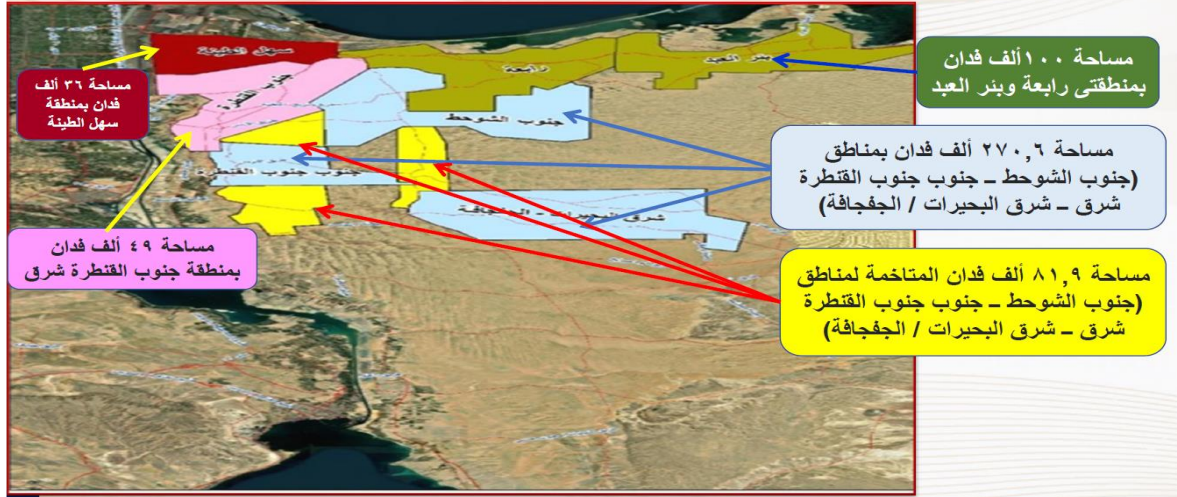 سهل الطينة
رابعة
بئر العبد
جنوب الشوحط
جنوب جنوب القنطرة
شرق البحيرات - الجفجافة
مساحة ٣٦ ألف
فدان بمنطقة
سهل الطينة
مساحة ٤٩ ألف فدان
بمنطقة جنوب القنطرة شرق
مساحة ١٠٠ ألف فدان
بمنطقتى رابعة وبئر العبد
مساحة ٢٧٠,٦ ألف فدان بمناطق
(جنوب الشوحط – جنوب جنوب القنطرة
شرق – شرق البحيرات / الجفجافة)
مساحة ٨١,٩ ألف فدان المتاخمة لمناطق
(جنوب الشوحط – جنوب جنوب القنطرة
شرق – شرق البحيرات / الجفجافة)